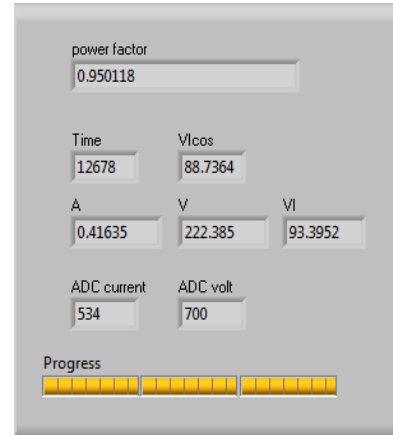 power factor
0.950118
Time VIcos
12678 88.7364
A V VI
0.41635 222.385 93.3952
ADC current ADC volt
534 700
Progress